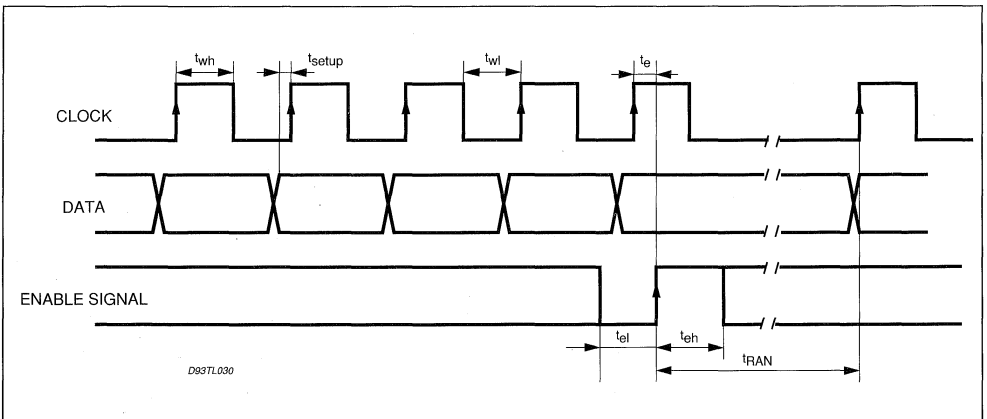 twh
tsetup
twl
te
CLOCK
/ /
/ /
DATA
/ /
/ /
ENABLE SIGNAL
/ /
/ /
tel
teh
tRAN
D93TL030